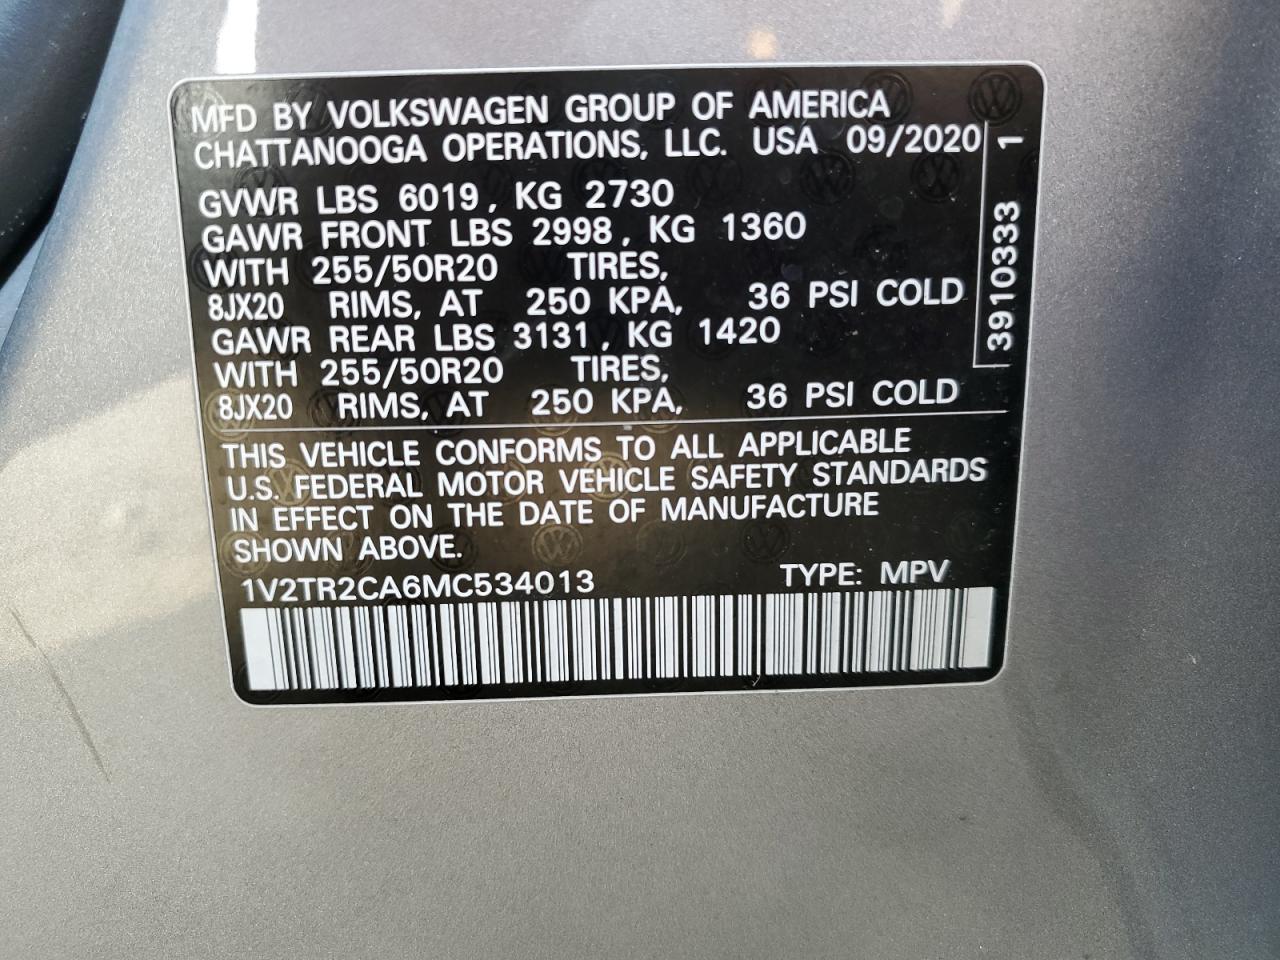 MFD BY VOLKSWAGEN GROUP OF AMERICA
CHATTANOOGA OPERATIONS, LLC. USA 09/2020
GVWR LBS 6019, KG 2730
GAWR FRONT LBS 2998, KG 1360
WITH 255/50R20 TIRES,
8JX20 RIMS, AT 250 KPA, 36 PSI COLD
GAWR REAR LBS 3131, KG 1420
WITH 255/50R20 TIRES,
8JX20 RIMS, AT 250 KPA, 36 PSI COLD
3910333 1
THIS VEHICLE CONFORMS TO ALL APPLICABLE
U.S. FEDERAL MOTOR VEHICLE SAFETY STANDARDS
IN EFFECT ON THE DATE OF MANUFACTURE
SHOWN ABOVE.
1V2TR2CA6MC534013 TYPE: MPV